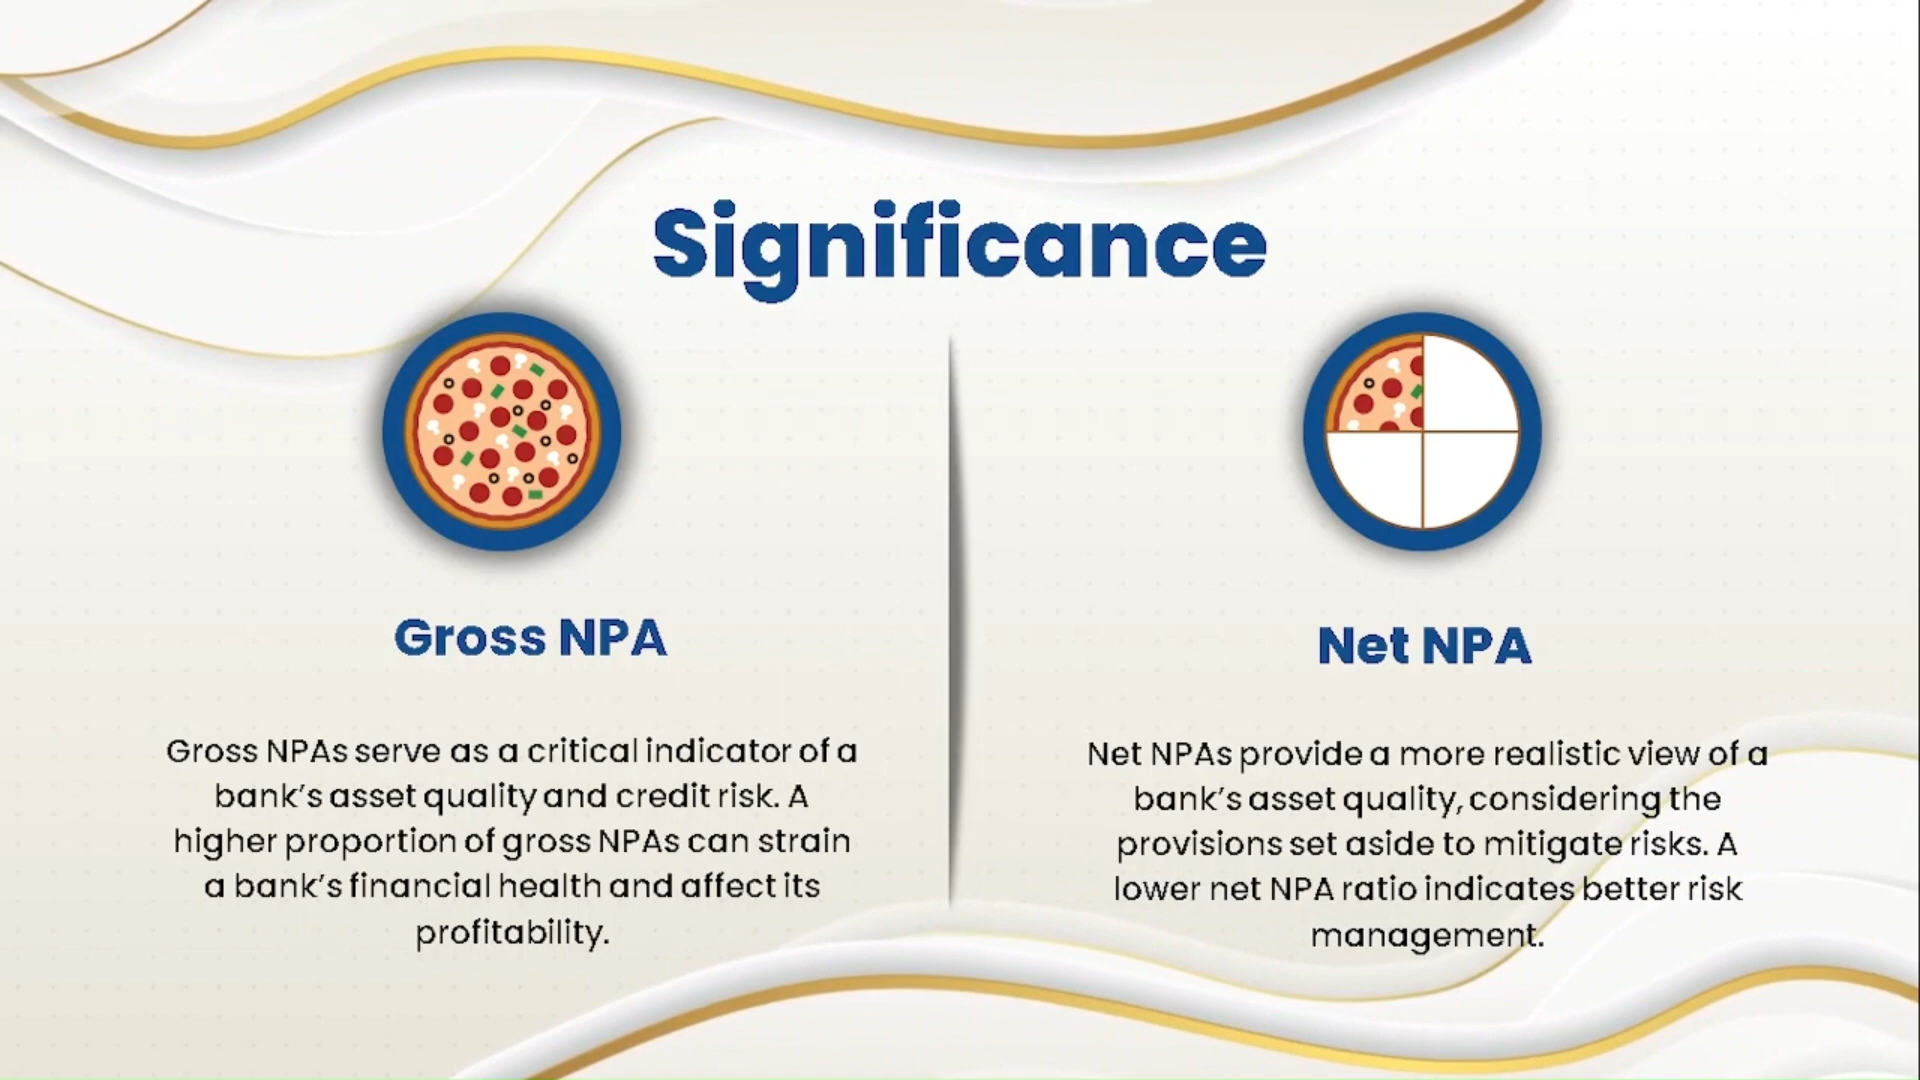 Significance
Gross NPA
Gross NPAs serve as a critical indicator of a
bank’s asset quality and credit risk. A
higher proportion of gross NPAs can strain
a bank’s financial health and affect its
profitability.
Net NPA
Net NPAs provide a more realistic view of a
bank’s asset quality, considering the
provisions set aside to mitigate risks. A
lower net NPA ratio indicates better risk
management.